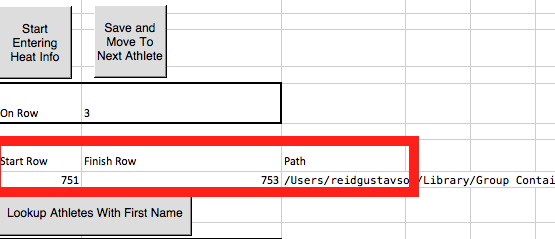 Start
Entering
Heat Info
Save and
Move To
Next Athlete
On Row 3
Start Row Finish Row Path
751 753 /Users/reidgustavso /Library/Group Contai
Lookup Athletes With First Name